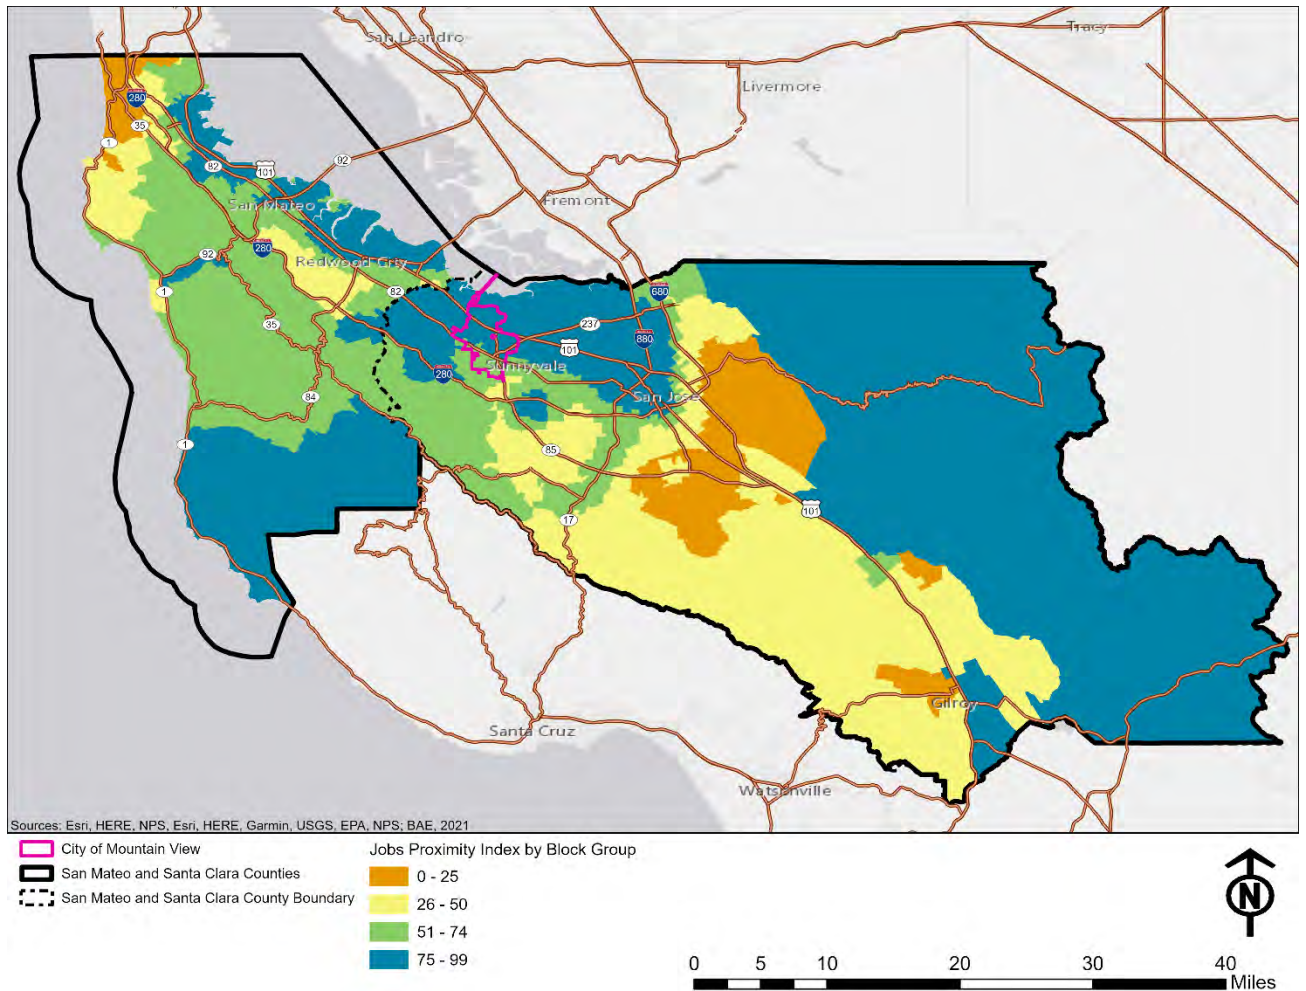 San Leandro
Tracy
Livermore
280
35
1
92
82
101
San Mateo
Fremont
280
92
Redwood City
1
82
680
35
237
101
880
280
Sunnyvale
84
San Jose
1
85
101
17
Gilroy
Santa Cruz
Watsonville
Sources: Esri, HERE, NPS, Esri, HERE, Garmin, USGS, EPA, NPS; BAE, 2021
City of Mountain View
San Mateo and Santa Clara Counties
San Mateo and Santa Clara County Boundary
Jobs Proximity Index by Block Group
0 - 25
26 - 50
51 - 74
75 - 99
N
0 5 10 20 30 40
Miles